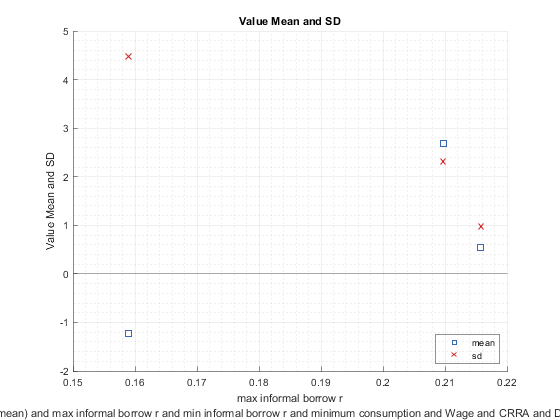 Value Mean and SD
5
4
3
2
1
0
-1
-2
Value Mean and SD
0.15
0.16
0.17
0.18
0.19
0.2
0.21
0.22
mean
sd
max informal borrow r
mean) and max informal borrow r and min informal borrow r and minimum consumption and Wage and CRRA and